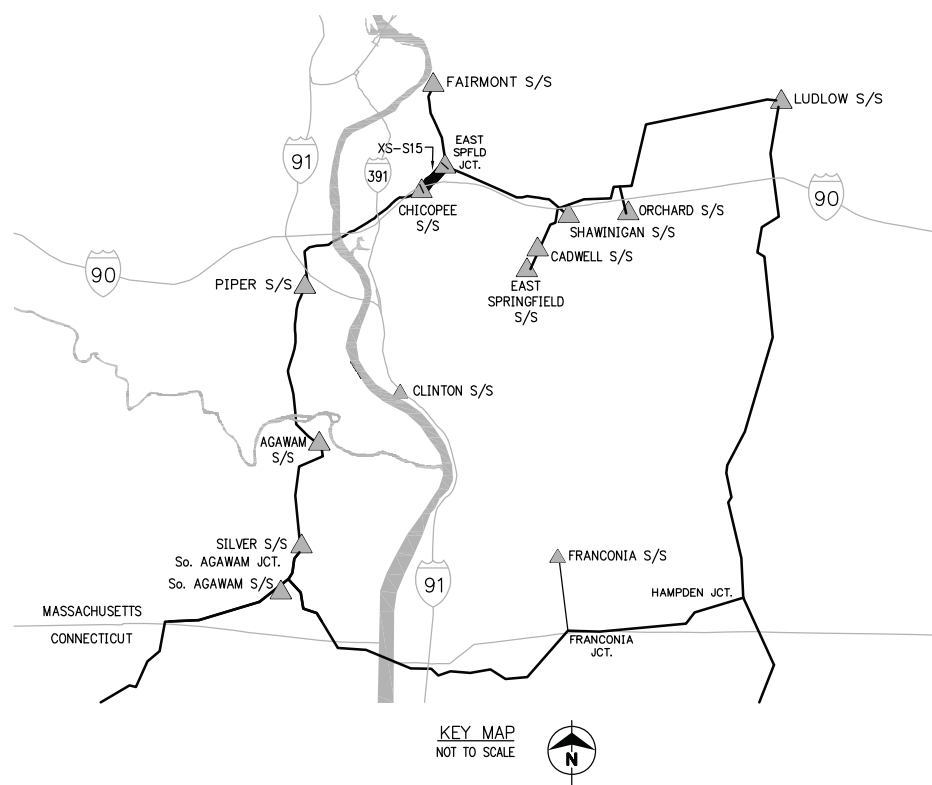 FAIRMONT S/S
LUDLOW S/S
EAST
SPFLD
JCT.
XS-S15
91
391
90
CHICOPEE
S/S
ORCHARD S/S
SHAWINIGAN S/S
CADWELL S/S
90
PIPER S/S
EAST
SPRINGFIELD
S/S
CLINTON S/S
AGAWAM
S/S
SILVER S/S
So. AGAWAM JCT.
So. AGAWAM S/S
FRANCONIA S/S
91
HAMPDEN JCT.
MASSACHUSETTS
CONNECTICUT
FRANCONIA
JCT.
KEY MAP
NOT TO SCALE
N